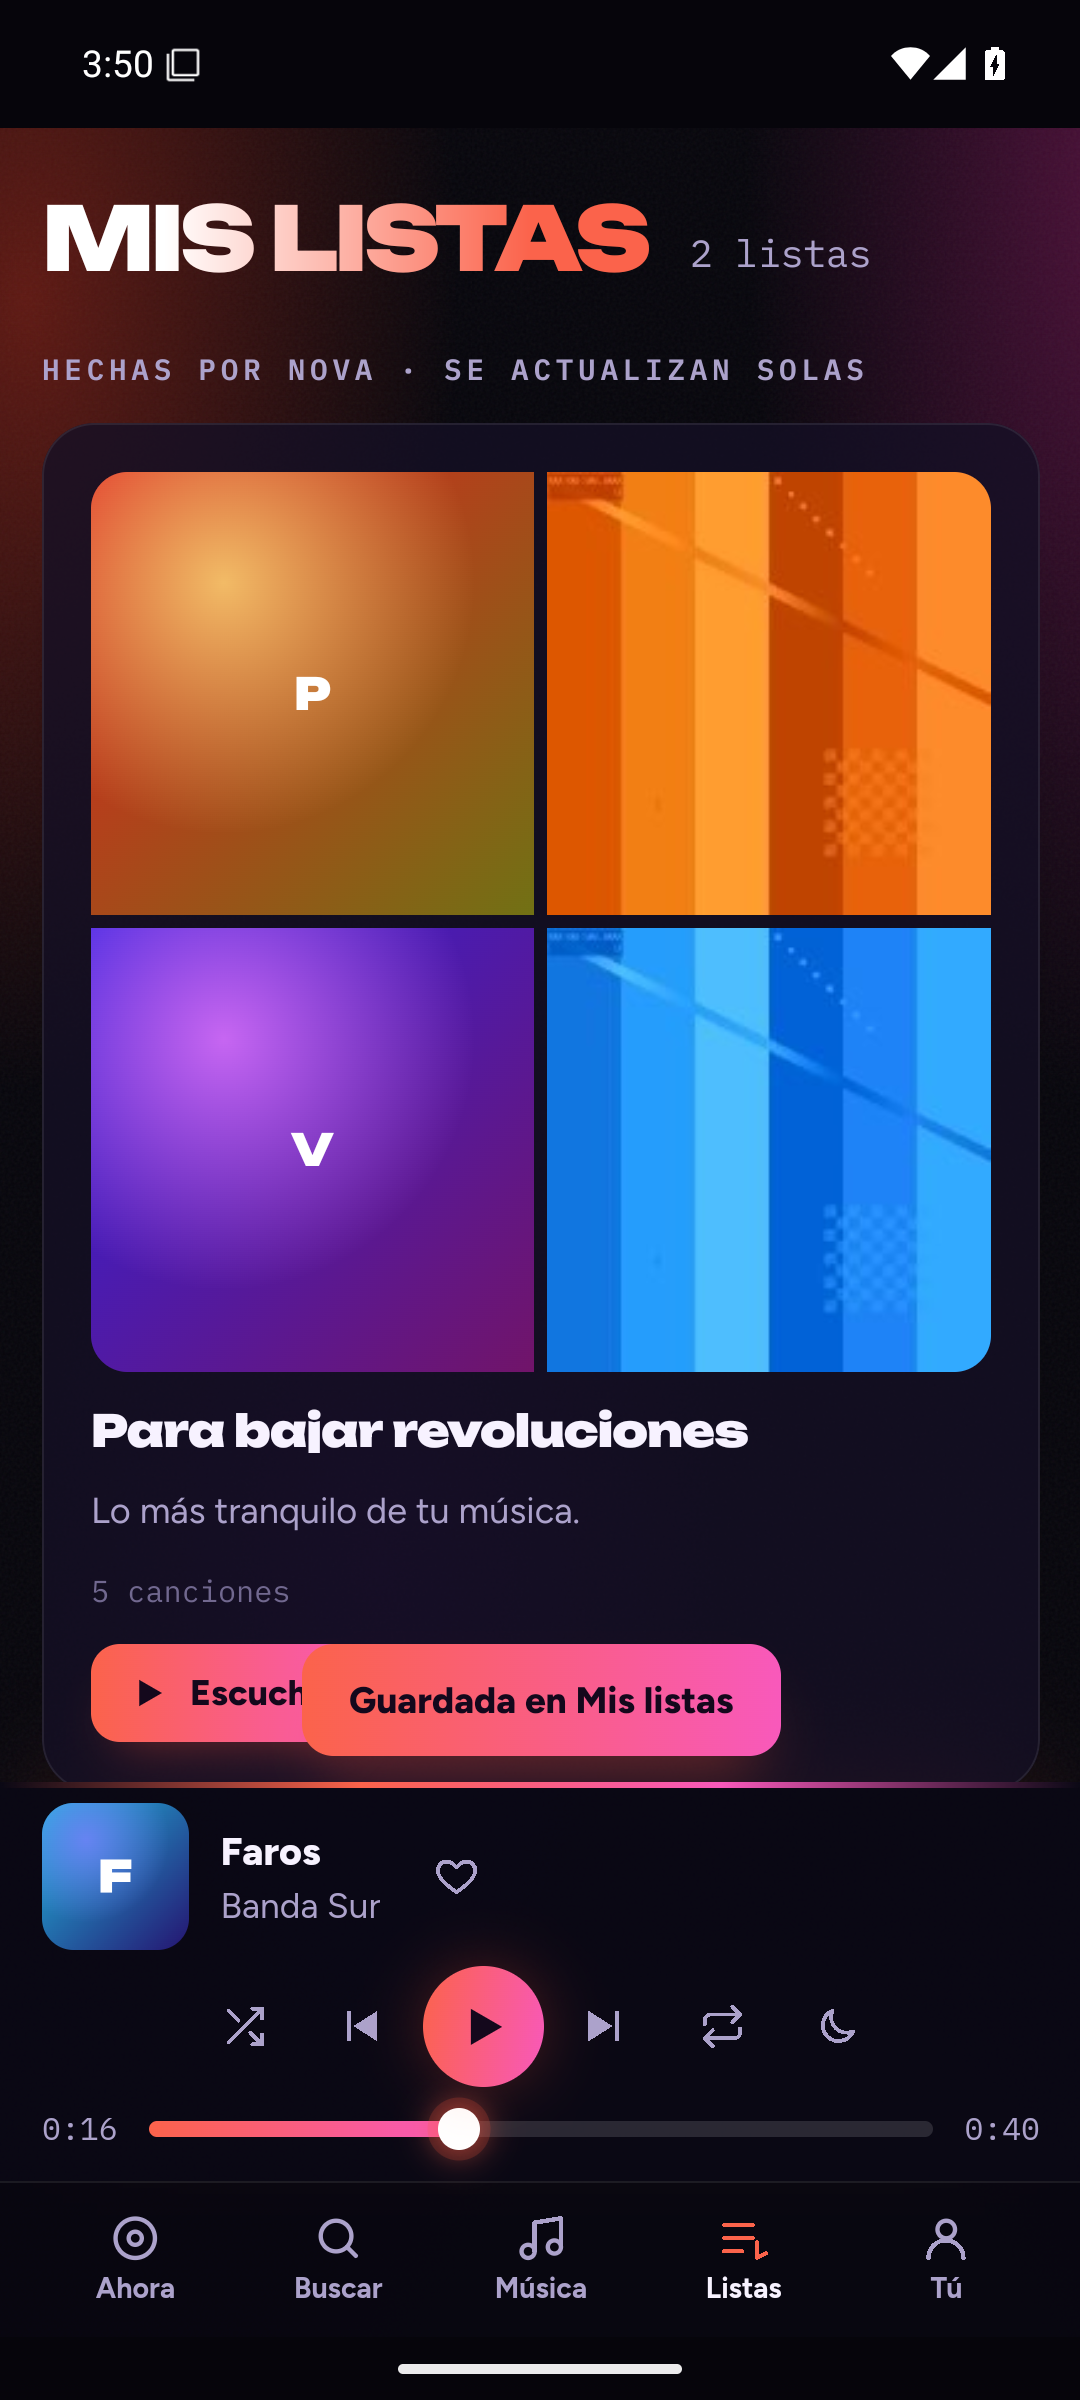 3:50
MIS LISTAS 2 listas
HECHAS POR NOVA · SE ACTUALIZAN SOLAS
P
V
Para bajar revoluciones
Lo más tranquilo de tu música.
5 canciones
Escuch
Guardada en Mis listas
F
Faros
Banda Sur
0:16 0:40
Ahora Buscar Música Listas Tú